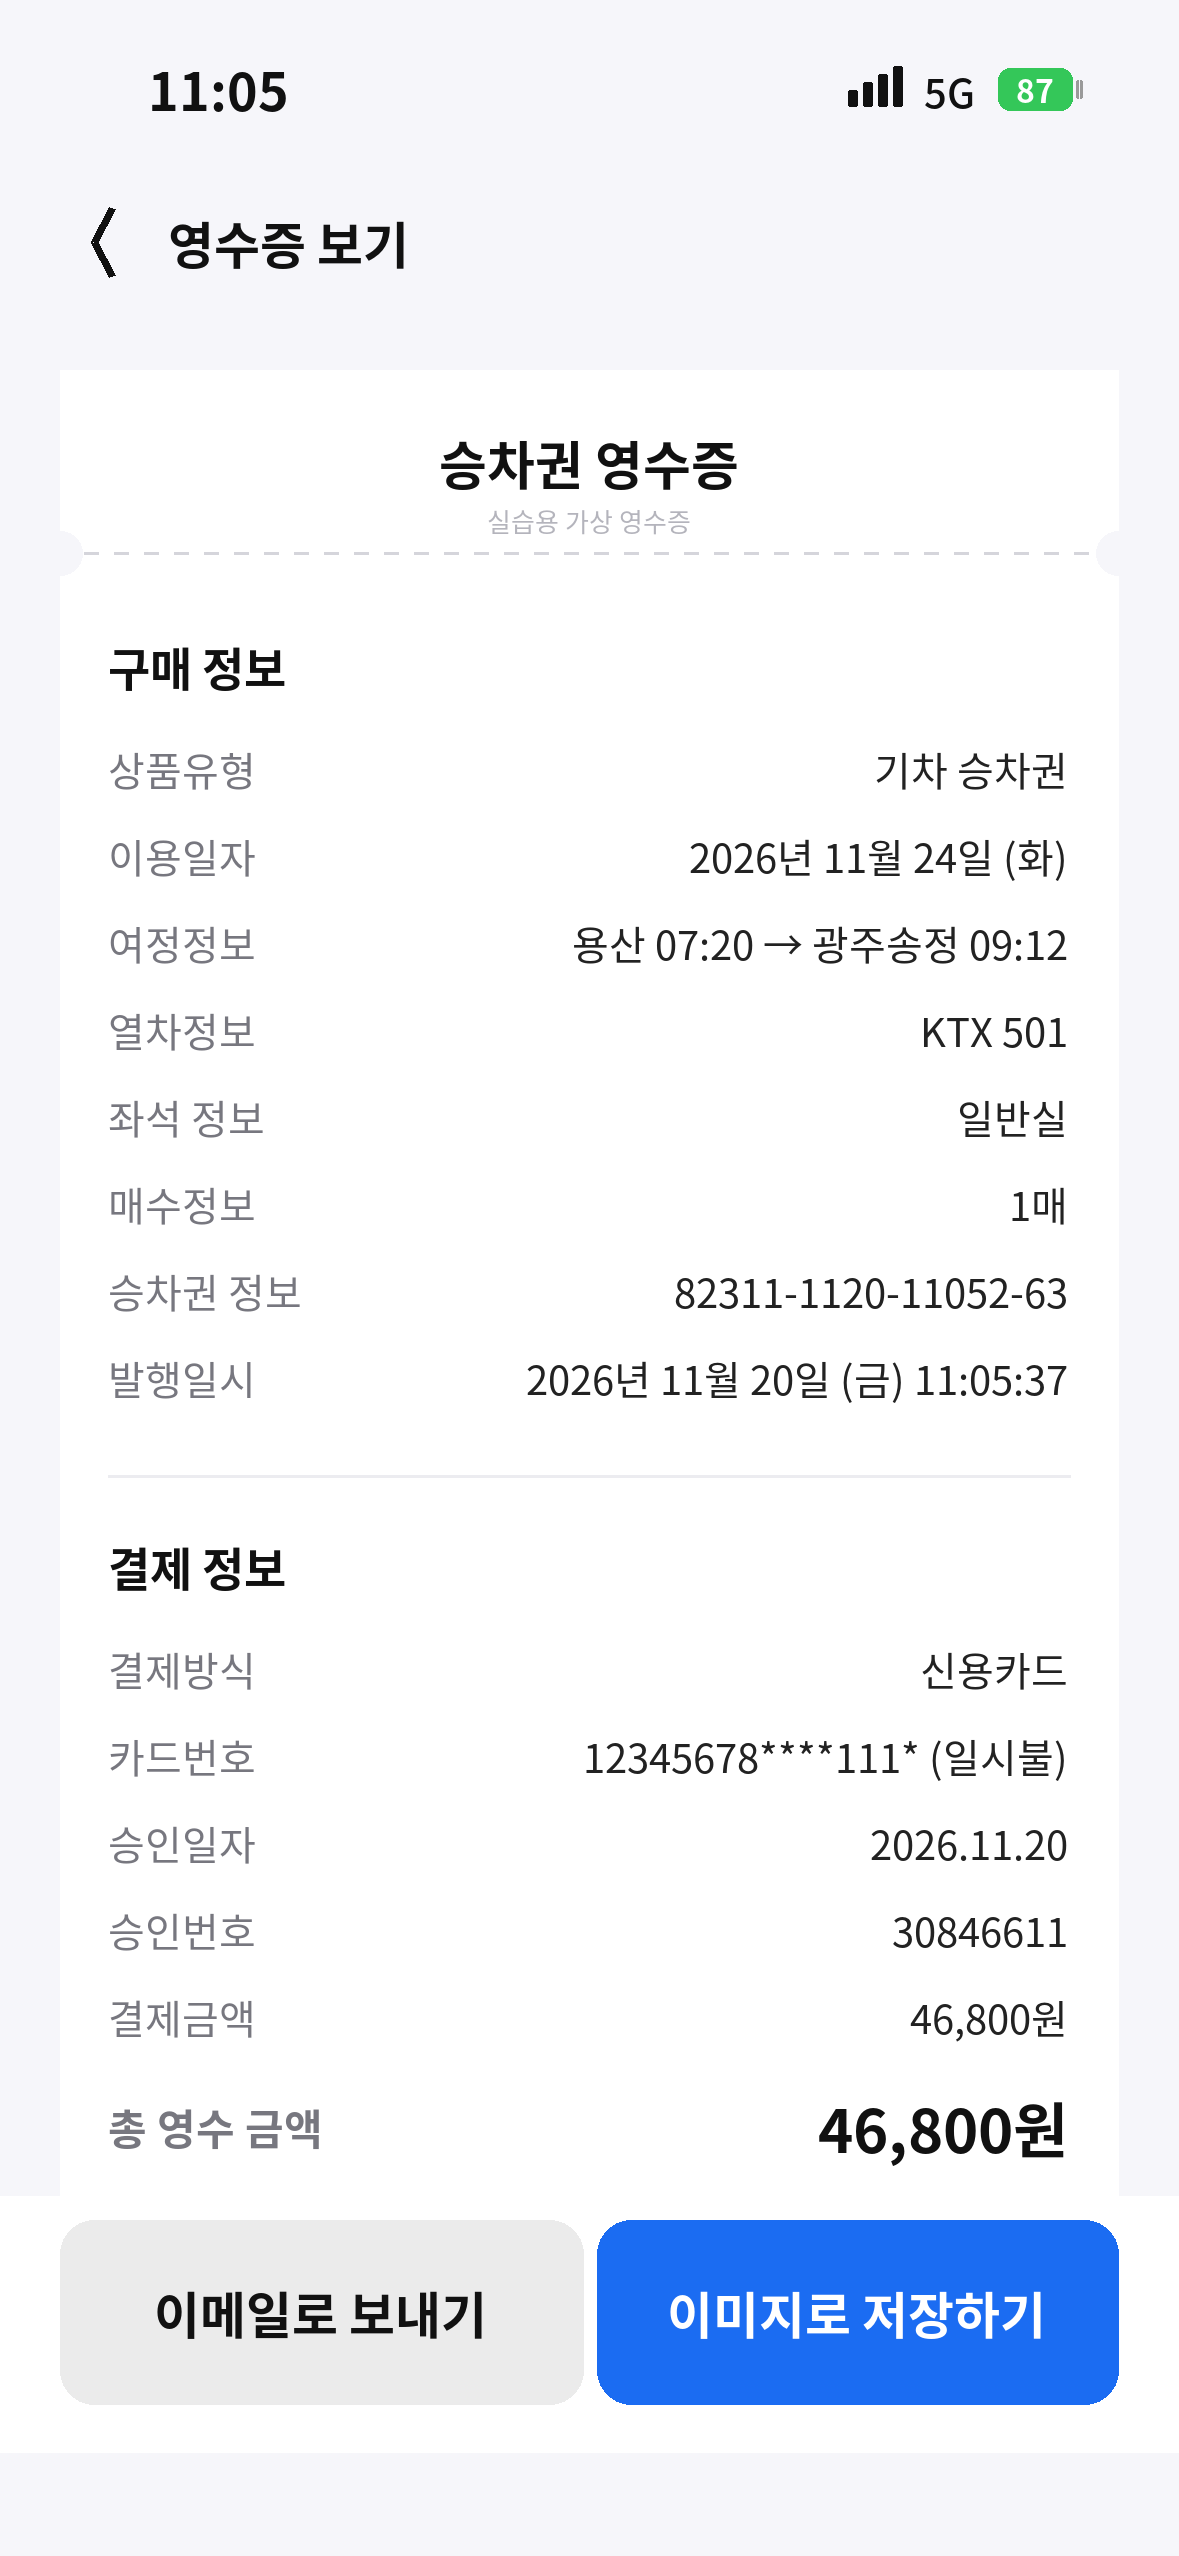 11:05 5G 87
영수증 보기
승차권 영수증
실습용 가상 영수증
구매 정보
상품유형 기차 승차권
이용일자 2026년 11월 24일 (화)
여정정보 용산 07:20 → 광주송정 09:12
열차정보 KTX 501
좌석 정보 일반실
매수정보 1매
승차권 정보 82311-1120-11052-63
발행일시 2026년 11월 20일 (금) 11:05:37
결제 정보
결제방식 신용카드
카드번호 12345678****111* (일시불)
승인일자 2026.11.20
승인번호 30846611
결제금액 46,800원
총 영수 금액 46,800원
이메일로 보내기 이미지로 저장하기